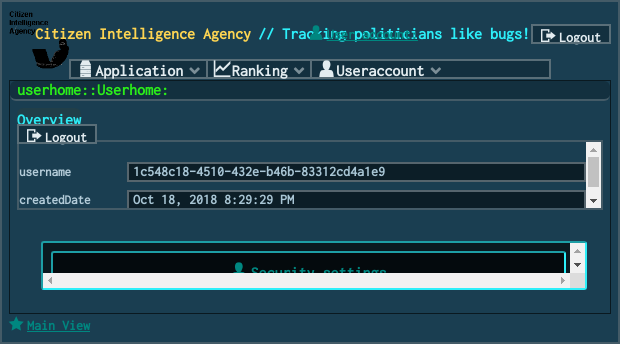 Citizen
Intelligence
Agency
Citizen Intelligence Agency // Tracking politicians like bugs!
Logout
Application Ranking Useraccount
userhome::Userhome:
Overview
Logout
username 1c548c18-4510-432e-b46b-83312cd4a1e9
createdDate Oct 18, 2018 8:29:29 PM
Security settings
Main View